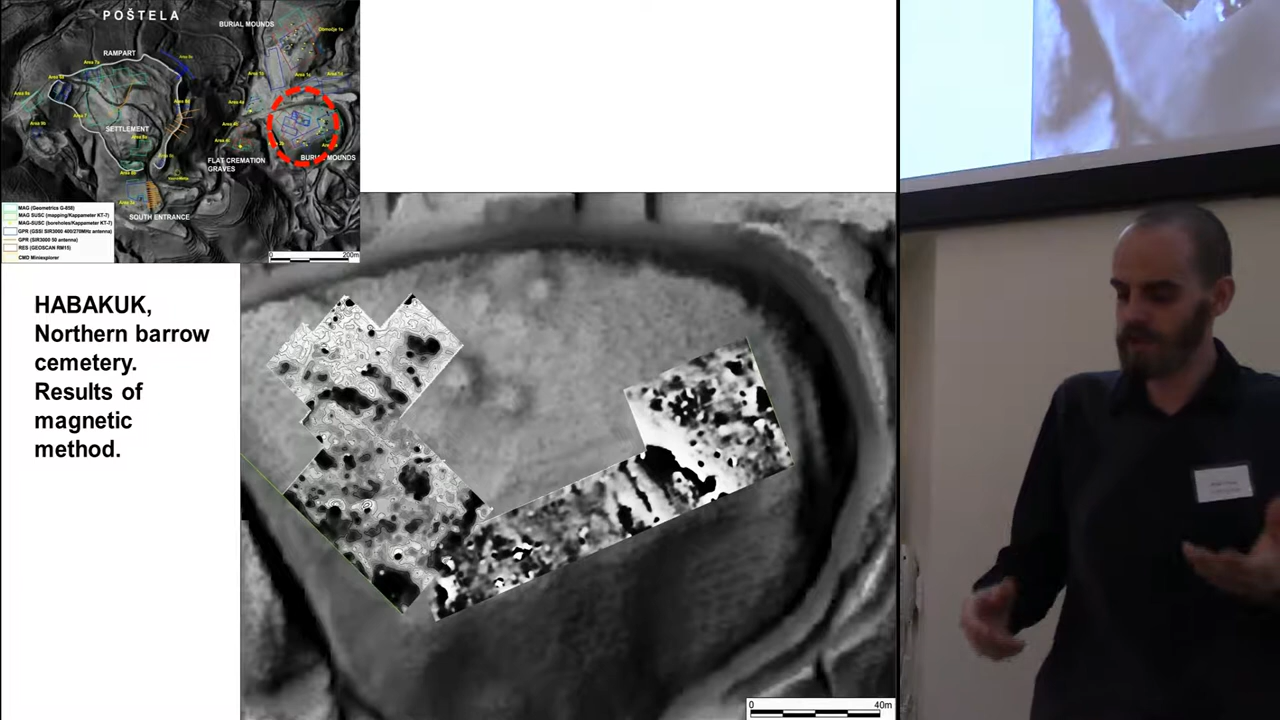 POŠTELA
BURIAL MOUNDS
RAMPART
SETTLEMENT
FLAT CREMATION
GRAVES
BURIAL MOUNDS
SOUTH ENTRANCE
MAG (Geometrics G-858)
MAG SUSC (mapping/Kappameter KT-7)
MAG-SUSC (boreholes/Kappameter KT-7)
GPR (GSSI SIR3000 400/270MHz antenna)
GPR (SIR3000 50 antenna)
RES (GEOSCAN RM15)
CMD Miniexplorer
0 200m
HABAKUK,
Northern barrow
cemetery.
Results of
magnetic
method.
0 40m